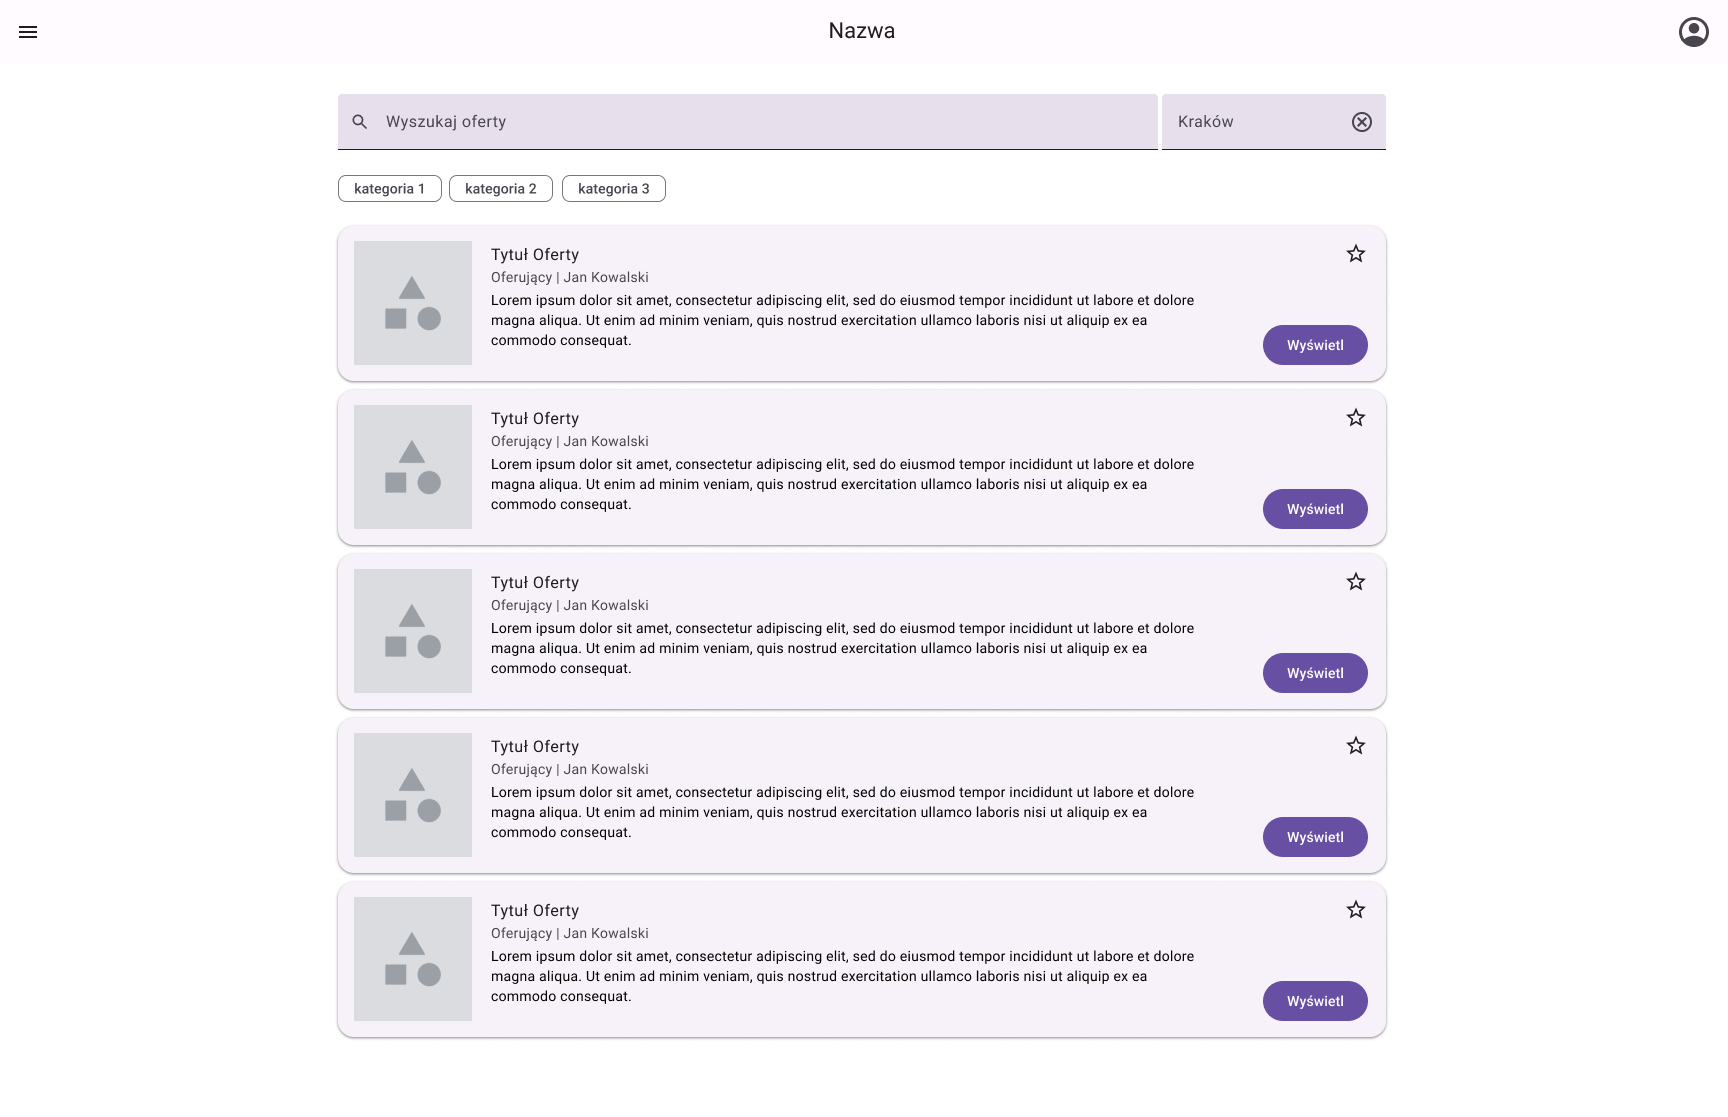 Nazwa
Wyszukaj oferty
Kraków
kategoria 1
kategoria 2
kategoria 3
Tytuł Oferty
Oferujący | Jan Kowalski
Lorem ipsum dolor sit amet, consectetur adipiscing elit, sed do eiusmod tempor incididunt ut labore et dolore
magna aliqua. Ut enim ad minim veniam, quis nostrud exercitation ullamco laboris nisi ut aliquip ex ea
commodo consequat.
Wyświetl
Tytuł Oferty
Oferujący | Jan Kowalski
Lorem ipsum dolor sit amet, consectetur adipiscing elit, sed do eiusmod tempor incididunt ut labore et dolore
magna aliqua. Ut enim ad minim veniam, quis nostrud exercitation ullamco laboris nisi ut aliquip ex ea
commodo consequat.
Wyświetl
Tytuł Oferty
Oferujący | Jan Kowalski
Lorem ipsum dolor sit amet, consectetur adipiscing elit, sed do eiusmod tempor incididunt ut labore et dolore
magna aliqua. Ut enim ad minim veniam, quis nostrud exercitation ullamco laboris nisi ut aliquip ex ea
commodo consequat.
Wyświetl
Tytuł Oferty
Oferujący | Jan Kowalski
Lorem ipsum dolor sit amet, consectetur adipiscing elit, sed do eiusmod tempor incididunt ut labore et dolore
magna aliqua. Ut enim ad minim veniam, quis nostrud exercitation ullamco laboris nisi ut aliquip ex ea
commodo consequat.
Wyświetl
Tytuł Oferty
Oferujący | Jan Kowalski
Lorem ipsum dolor sit amet, consectetur adipiscing elit, sed do eiusmod tempor incididunt ut labore et dolore
magna aliqua. Ut enim ad minim veniam, quis nostrud exercitation ullamco laboris nisi ut aliquip ex ea
commodo consequat.
Wyświetl